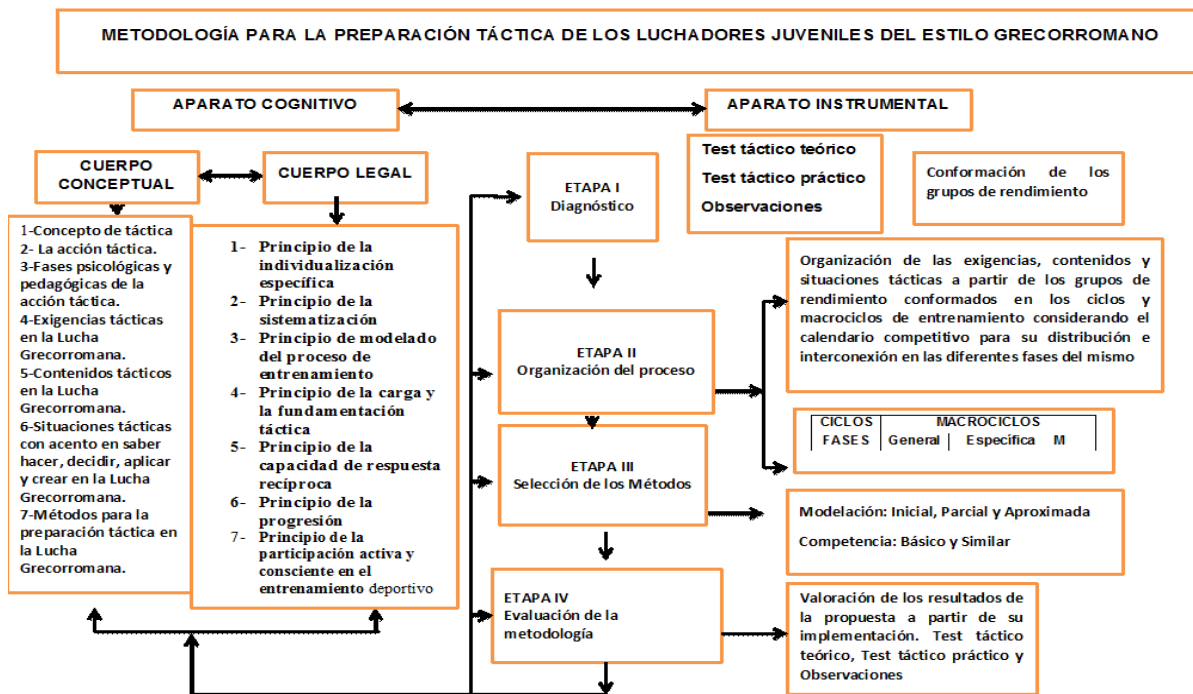 METODOLOGÍA PARA LA PREPARACIÓN TÁCTICA DE LOS LUCHADORES JUVENILES DEL ESTILO GRECORROMANO
APARATO COGNITIVO
APARATO INSTRUMENTAL
CUERPO
CONCEPTUAL
CUERPO LEGAL
1-Concepto de táctica
2- La acción táctica.
3-Fases psicológicas y
pedagógicas de la
acción táctica.
4-Exigencias tácticas
en la Lucha
Grecorromana.
5-Contenidos tácticos
en la Lucha
Grecorromana.
6-Situaciones tácticas
con acento en saber
hacer, decidir, aplicar
y crear en la Lucha
Grecorromana.
7-Métodos para la
preparación táctica en
la Lucha
Grecorromana.
1- Principio de la
individualización
específica
2- Principio de la
sistematización
3- Principio de modelado del
proceso de
entrenamiento
4- Principio de la carga y
la fundamentación
táctica
5- Principio de la
capacidad de respuesta
recíproca
6- Principio de la
progresión
7- Principio de la
participación activa y
consciente en el
entrenamiento deportivo
ETAPA I
Diagnóstico
Test táctico teórico
Test táctico práctico
Observaciones
Conformación de los
grupos de rendimiento
ETAPA II
Organización del proceso
Organización de las exigencias, contenidos y
situaciones tácticas a partir de los grupos de
rendimiento conformados en los ciclos y
macrociclos de entrenamiento considerando el
calendario competitivo para su distribución e
interconexión en las diferentes fases del mismo
CICLOS MACROCICLOS
FASES General Especifica M
ETAPA III
Selección de los Métodos
Modelación: Inicial, Parcial y Aproximada
Competencia: Básico y Similar
ETAPA IV
Evaluación de la
metodología
Valoración de los resultados de
la propuesta a partir de su
implementación. Test táctico
teórico, Test táctico práctico y
Observaciones